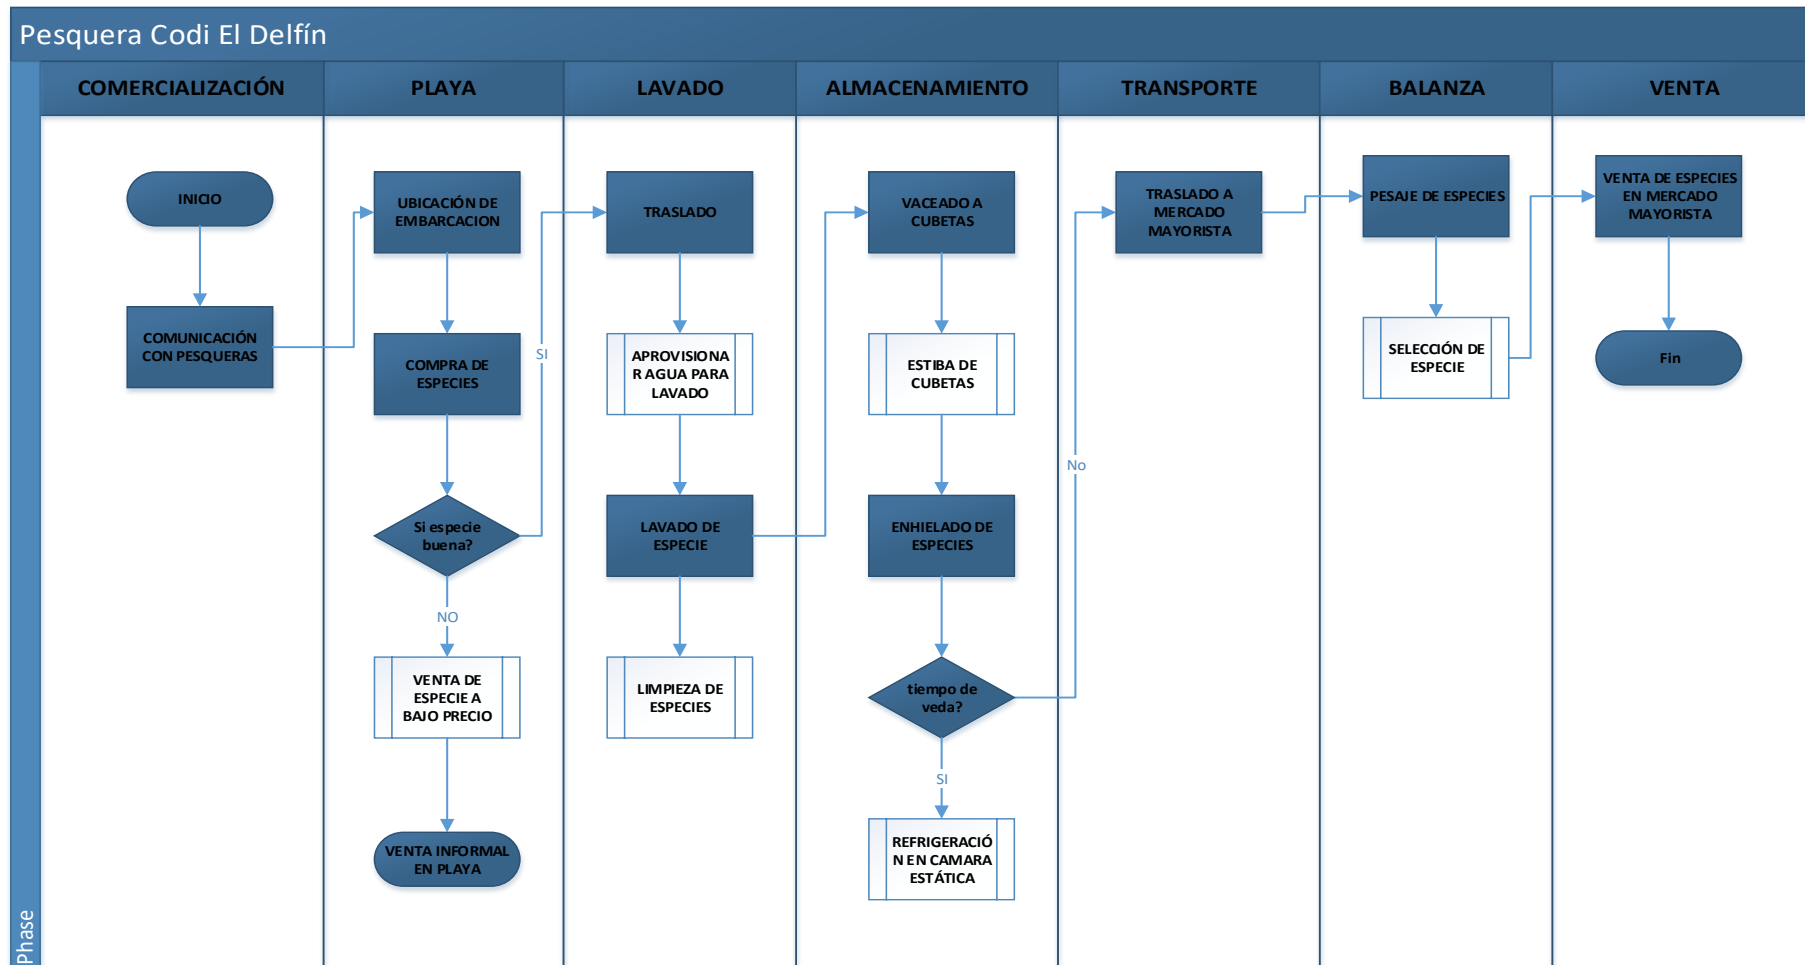 Pesquera Codi El Delfín
COMERCIALIZACIÓN
PLAYA
LAVADO
ALMACENAMIENTO
TRANSPORTE
BALANZA
VENTA
INICIO
COMUNICACIÓN
CON PESQUERAS
UBICACIÓN DE
EMBARCACION
COMPRA DE
ESPECIES
Si especie
buena?
SI
NO
VENTA DE
ESPECIE A
BAJO PRECIO
VENTA INFORMAL
EN PLAYA
TRASLADO
APROVISIONA
R AGUA PARA
LAVADO
LAVADO DE
ESPECIE
LIMPIEZA DE
ESPECIES
VACEADO A
CUBETAS
ESTIBA DE
CUBETAS
ENHIELADO DE
ESPECIES
tiempo de
veda?
No
SI
REFRIGERACIÓ
N EN CAMARA
ESTÁTICA
TRASLADO A
MERCADO
MAYORISTA
PESAJE DE ESPECIES
SELECCIÓN DE
ESPECIE
VENTA DE ESPECIES
EN MERCADO
MAYORISTA
Fin
Phase